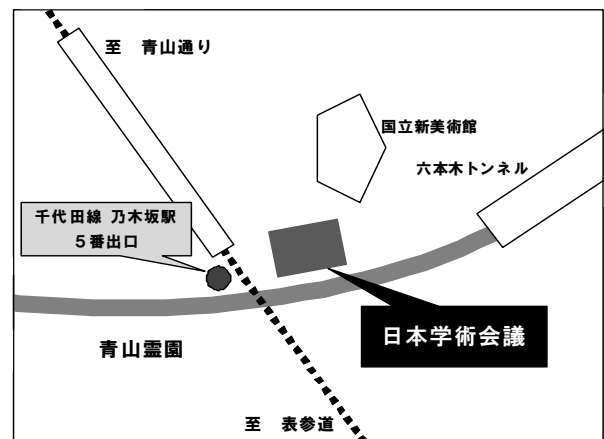 至 青山通り
国立新美術館
六本木トンネル
千代田線 乃木坂駅
5番出口
日本学術会議
青山霊園
至 表参道